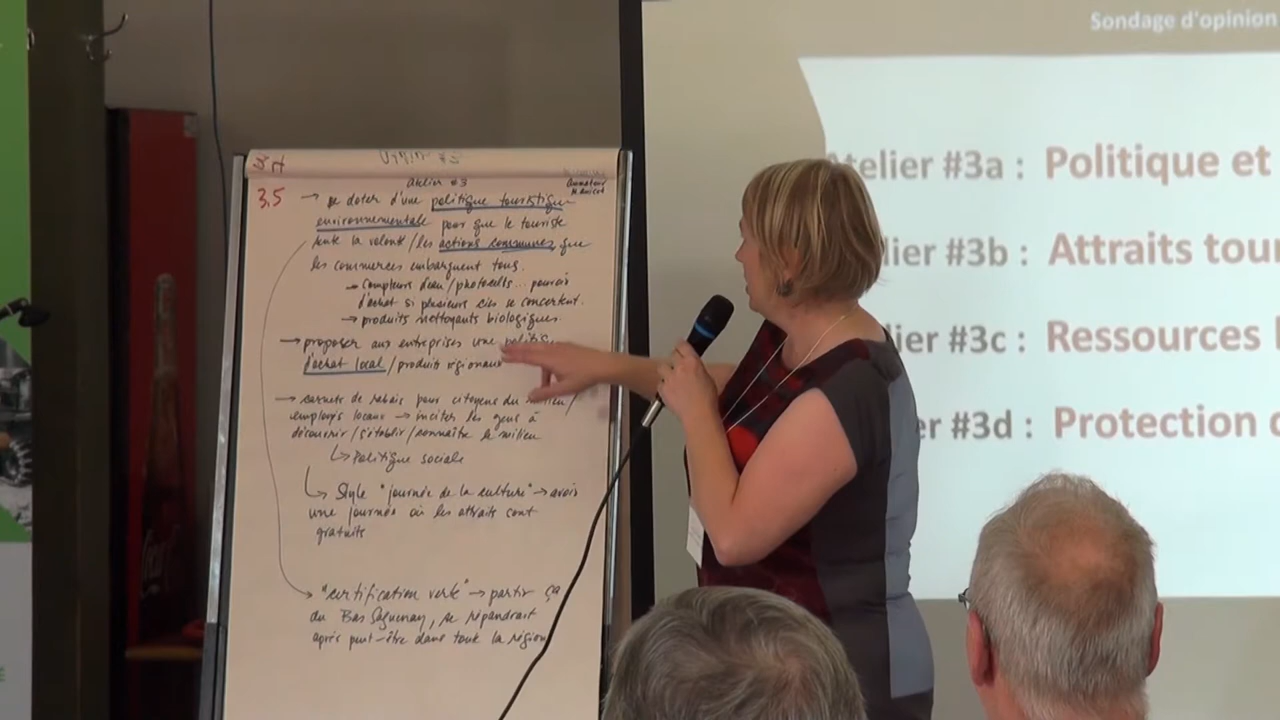 3.4
Atelier #3
3.5
→ se doter d'une politique touristique
environnementale pour que le touriste
sente la volonté/les actions communes, que
les commerces embarquent tous.
→ compteurs d'eau/photocells... pouvoir
d'achat si plusieurs cies se concertent.
→ produits nettoyants biologiques.
→ proposer aux entreprises une
d'achat local/produits régionaux
→ carnets de rabais pour citoyens du milieu/
employés locaux → inciter les gens à
découvrir/s'établir/connaître le milieu
↳ Politique sociale
↳ Style "journée de la culture" → avoir
une journée où les attraits sont
gratuits
"certification verte" → partir ça
du Bas Saguenay, se répandrait
après peut-être dans toute la région
Sondage d'opinion
Atelier #3a : Politique et
lier #3b : Attraits tour
lier #3c : Ressources
er #3d : Protection